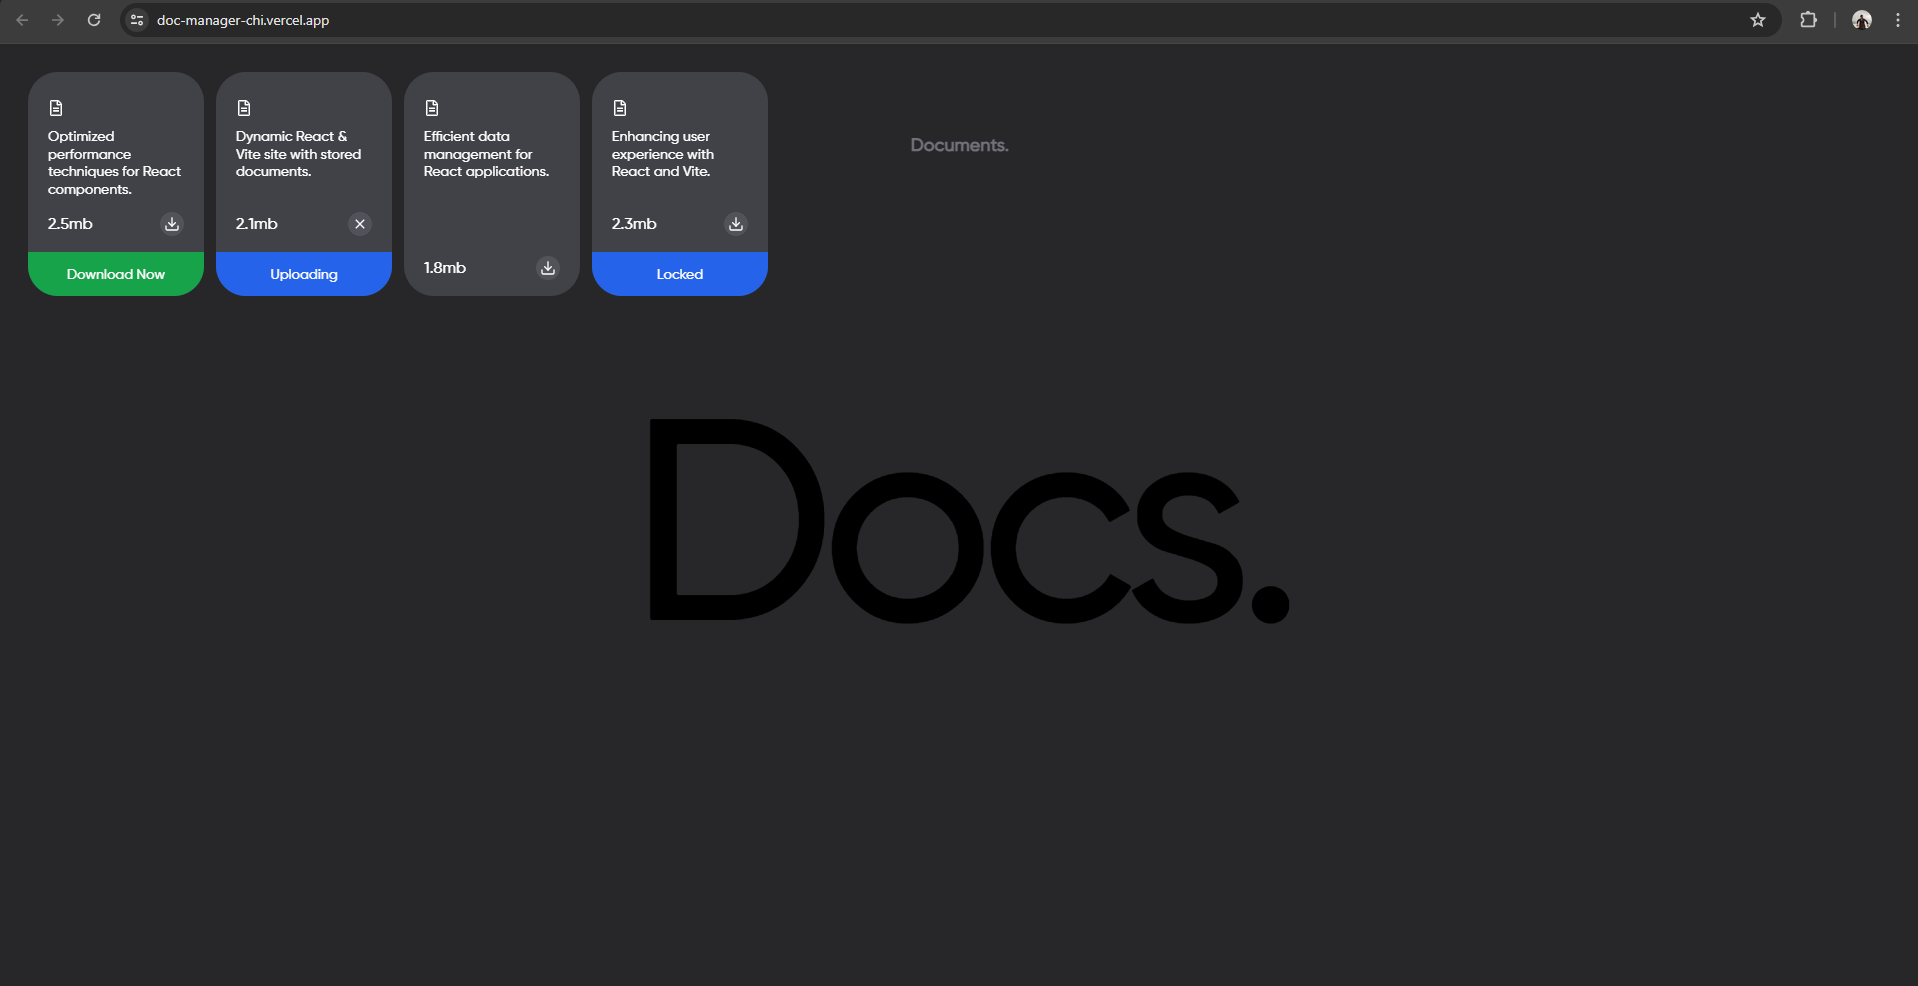 doc-manager-chi.vercel.app
Optimized
performance
techniques for React
components.
2.5mb
Download Now
Dynamic React &
Vite site with stored
documents.
2.1mb
Uploading
Efficient data
management for
React applications.
1.8mb
Enhancing user
experience with
React and Vite.
2.3mb
Locked
Documents.
Docs.